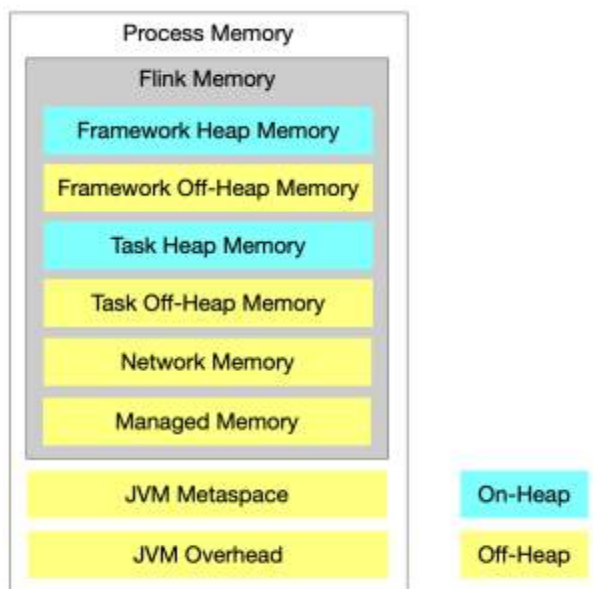 Process Memory
Flink Memory
Framework Heap Memory
Framework Off-Heap Memory
Task Heap Memory
Task Off-Heap Memory
Network Memory
Managed Memory
JVM Metaspace
On-Heap
JVM Overhead
Off-Heap